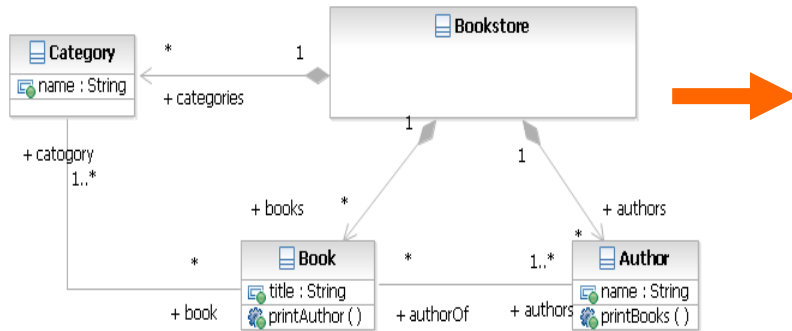 Bookstore
Category
* 1
name : String
+ categories
1 1
+ catogory
1..*
+ books * + authors
*
Book
Author
* * 1..*
title : String
name : String
+ book + authorOf + authors
printAuthor ( )
printBooks ( )